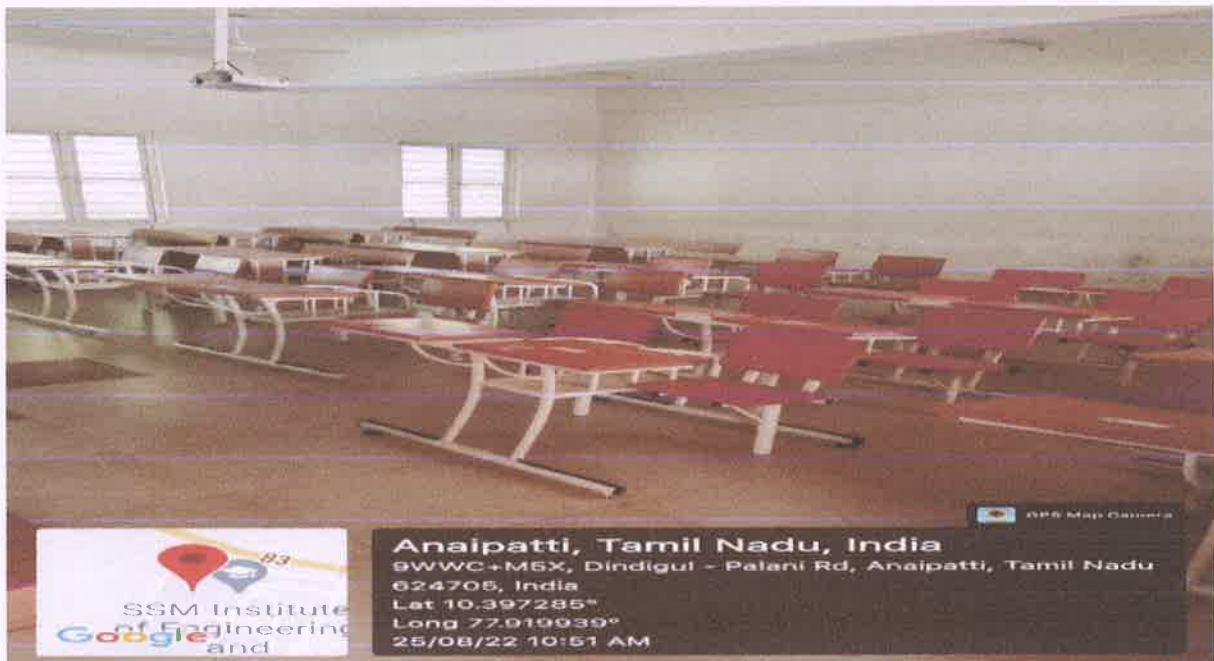 GPS Map Camera
Anaipatti, Tamil Nadu, India
9WWC+M5X, Dindigul - Palani Rd, Anaipatti, Tamil Nadu
624705, India
Lat 10.397285°
Long 77.919939°
25/08/22 10:51 AM
83
SSM Institute
of Engineering
and
Google